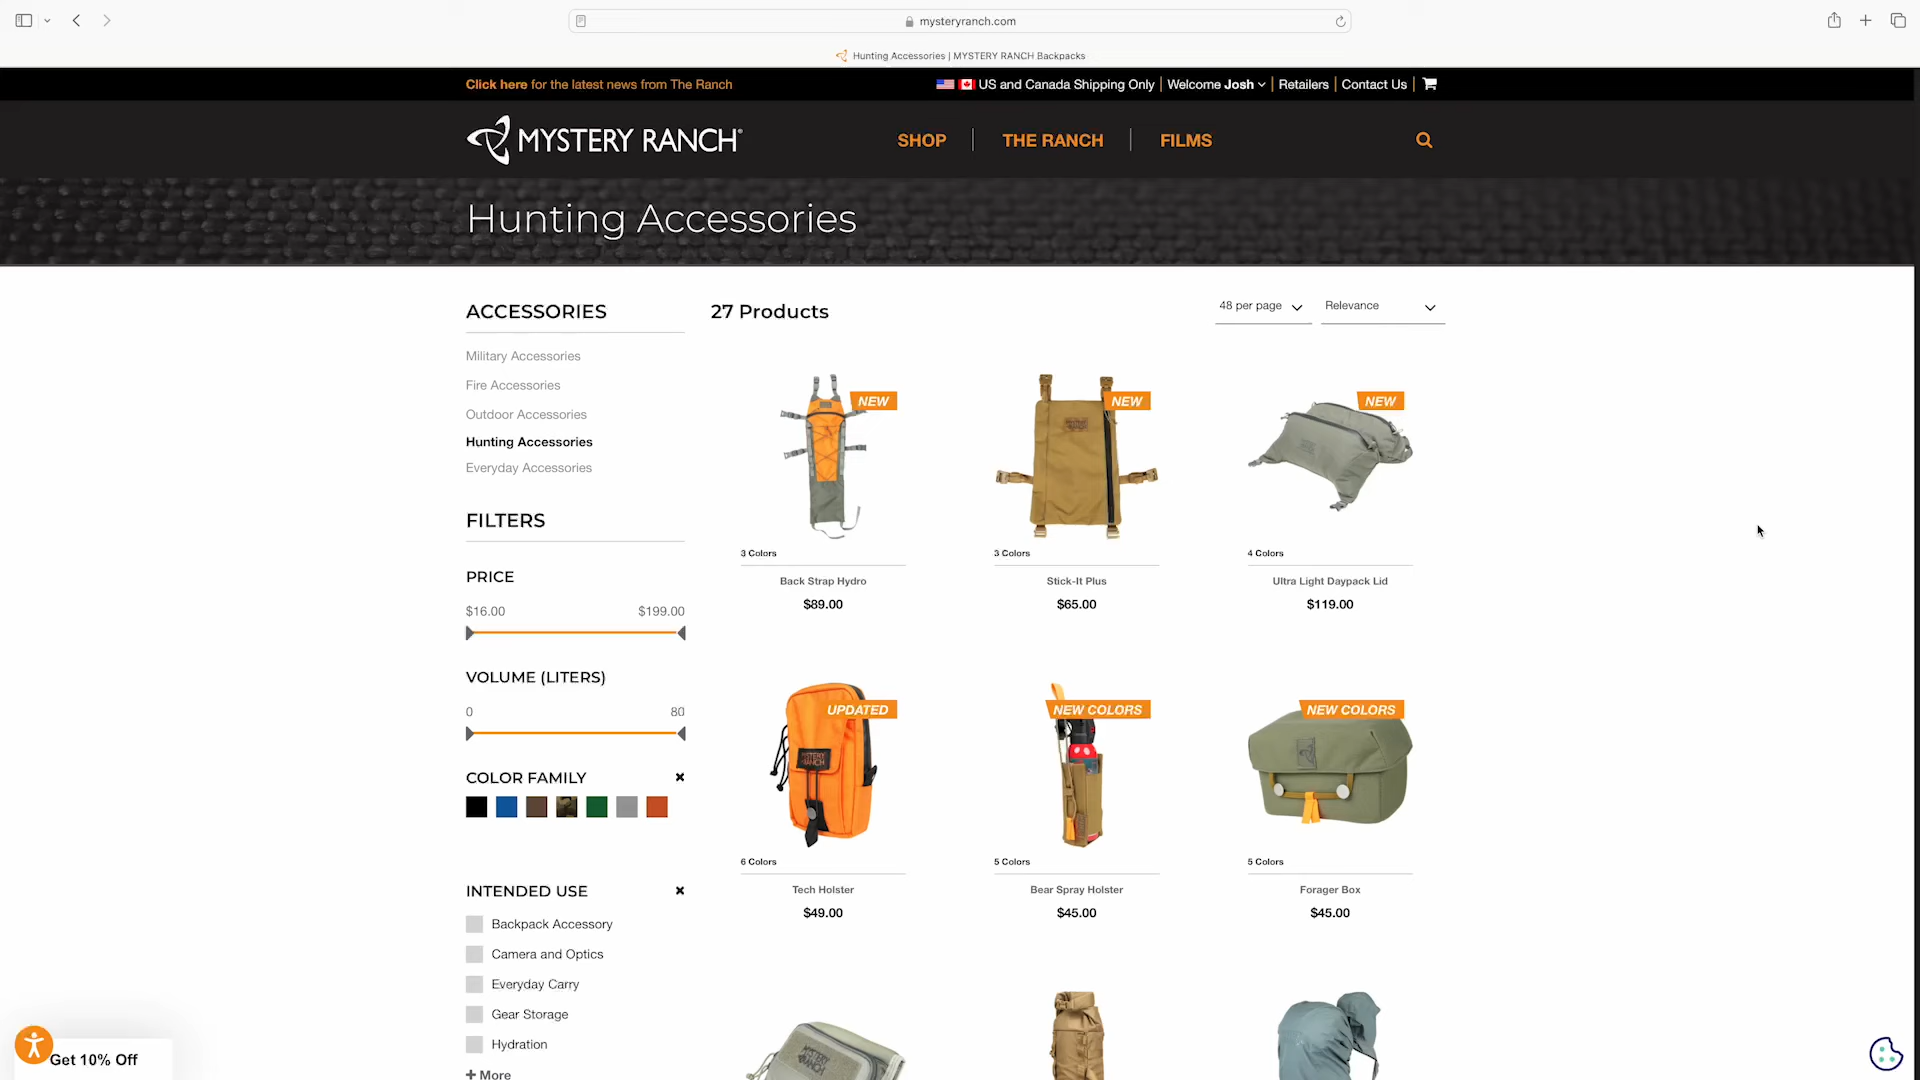 mysteryranch.com
Hunting Accessories | MYSTERY RANCH Backpacks
Click here for the latest news from The Ranch
US and Canada Shipping Only | Welcome Josh | Retailers | Contact Us
MYSTERY RANCH®
SHOP
THE RANCH
FILMS
Hunting Accessories
ACCESSORIES
Military Accessories
Fire Accessories
Outdoor Accessories
Hunting Accessories
Everyday Accessories
FILTERS
PRICE
$16.00 $199.00
VOLUME (LITERS)
0 80
COLOR FAMILY
INTENDED USE
Backpack Accessory
Camera and Optics
Everyday Carry
Gear Storage
Hydration
+ More
27 Products
48 per page
Relevance
NEW
3 Colors
Back Strap Hydro
$89.00
NEW
MYSTERY RANCH
3 Colors
Stick-It Plus
$65.00
NEW
4 Colors
Ultra Light Daypack Lid
$119.00
UPDATED
MYSTERY
RANCH
6 Colors
Tech Holster
$49.00
NEW COLORS
5 Colors
Bear Spray Holster
$45.00
NEW COLORS
5 Colors
Forager Box
$45.00
MYSTERY
RANCH
Get 10% Off